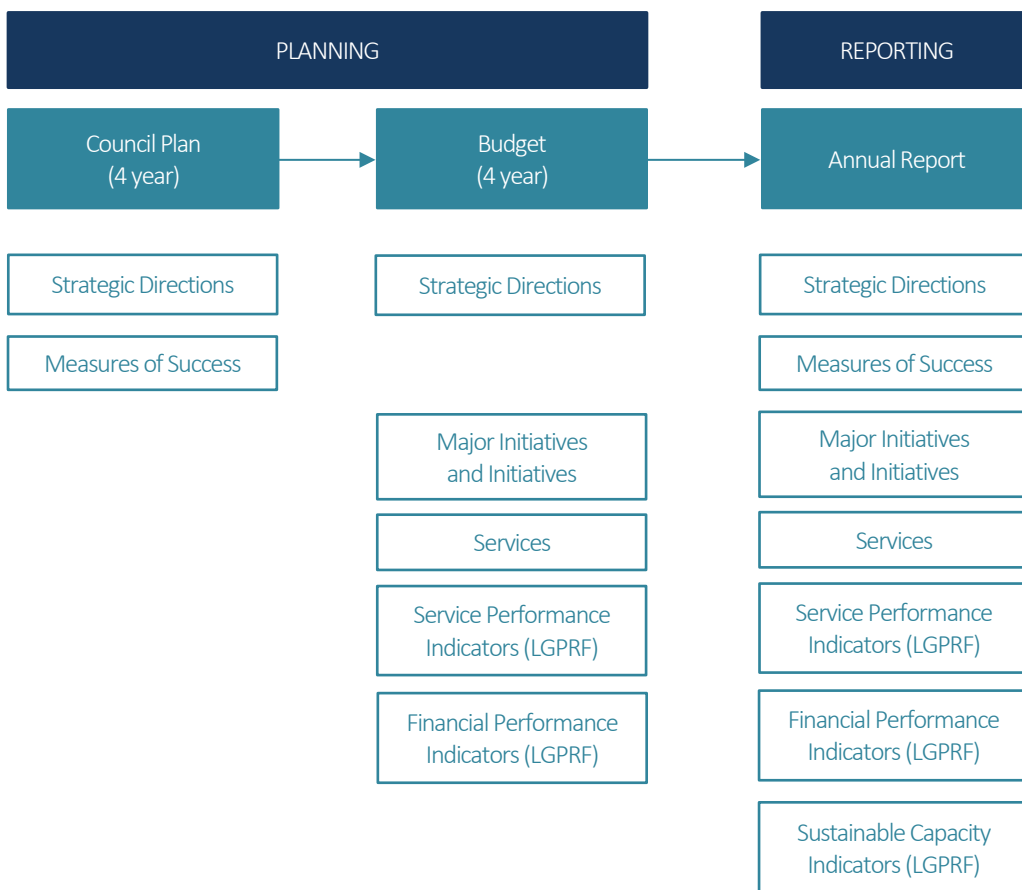 PLANNING
REPORTING
Council Plan
(4 year)
Budget
(4 year)
Annual Report
Strategic Directions
Strategic Directions
Strategic Directions
Measures of Success
Measures of Success
Major Initiatives
and Initiatives
Major Initiatives
and Initiatives
Services
Services
Service Performance
Indicators (LGPRF)
Service Performance
Indicators (LGPRF)
Financial Performance
Indicators (LGPRF)
Financial Performance
Indicators (LGPRF)
Sustainable Capacity
Indicators (LGPRF)